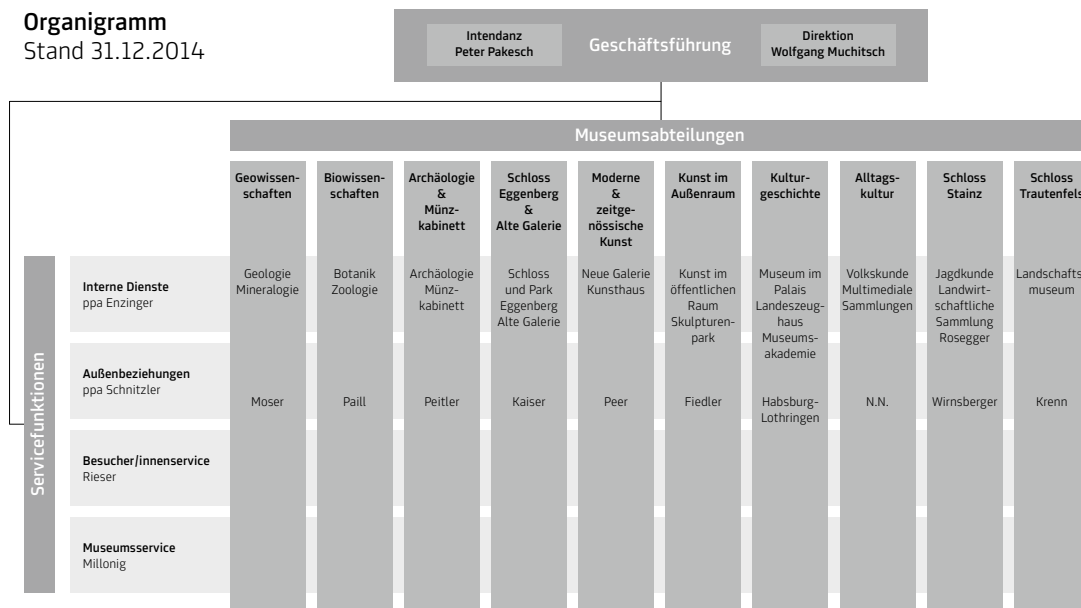 Organigramm
Stand 31.12.2014
Intendanz
Peter Pakesch
Geschäftsführung
Direktion
Wolfgang Muchitsch
Museumsabteilungen
Geowissen-
schaften
Biowissen-
schaften
Archäologie
&
Münz-
kabinett
Schloss
Eggenberg
&
Alte Galerie
Moderne
&
zeitge-
nössische
Kunst
Kunst im
Außenraum
Kultur-
geschichte
Alltags-
kultur
Schloss
Stainz
Schloss
Trautenfels
Servicefunktionen
Interne Dienste
ppa Enzinger
Außenbeziehungen
ppa Schnitzler
Besucher/innenservice
Rieser
Museumsservice
Millonig
Geologie
Mineralogie
Moser
Botanik
Zoologie
Paill
Archäologie
Münz-
kabinett
Peitler
Schloss
und Park
Eggenberg
Alte Galerie
Kaiser
Neue Galerie
Kunsthaus
Peer
Kunst im
öffentlichen
Raum
Skulpturen-
park
Fiedler
Museum im
Palais
Landeszeug-
haus
Museums-
akademie
Habsburg-
Lothringen
Volkskunde
Multimediale
Sammlungen
N.N.
Jagdkunde
Landwirt-
schaftliche
Sammlung
Rosegger
Wirnsberger
Landschafts-
museum
Krenn